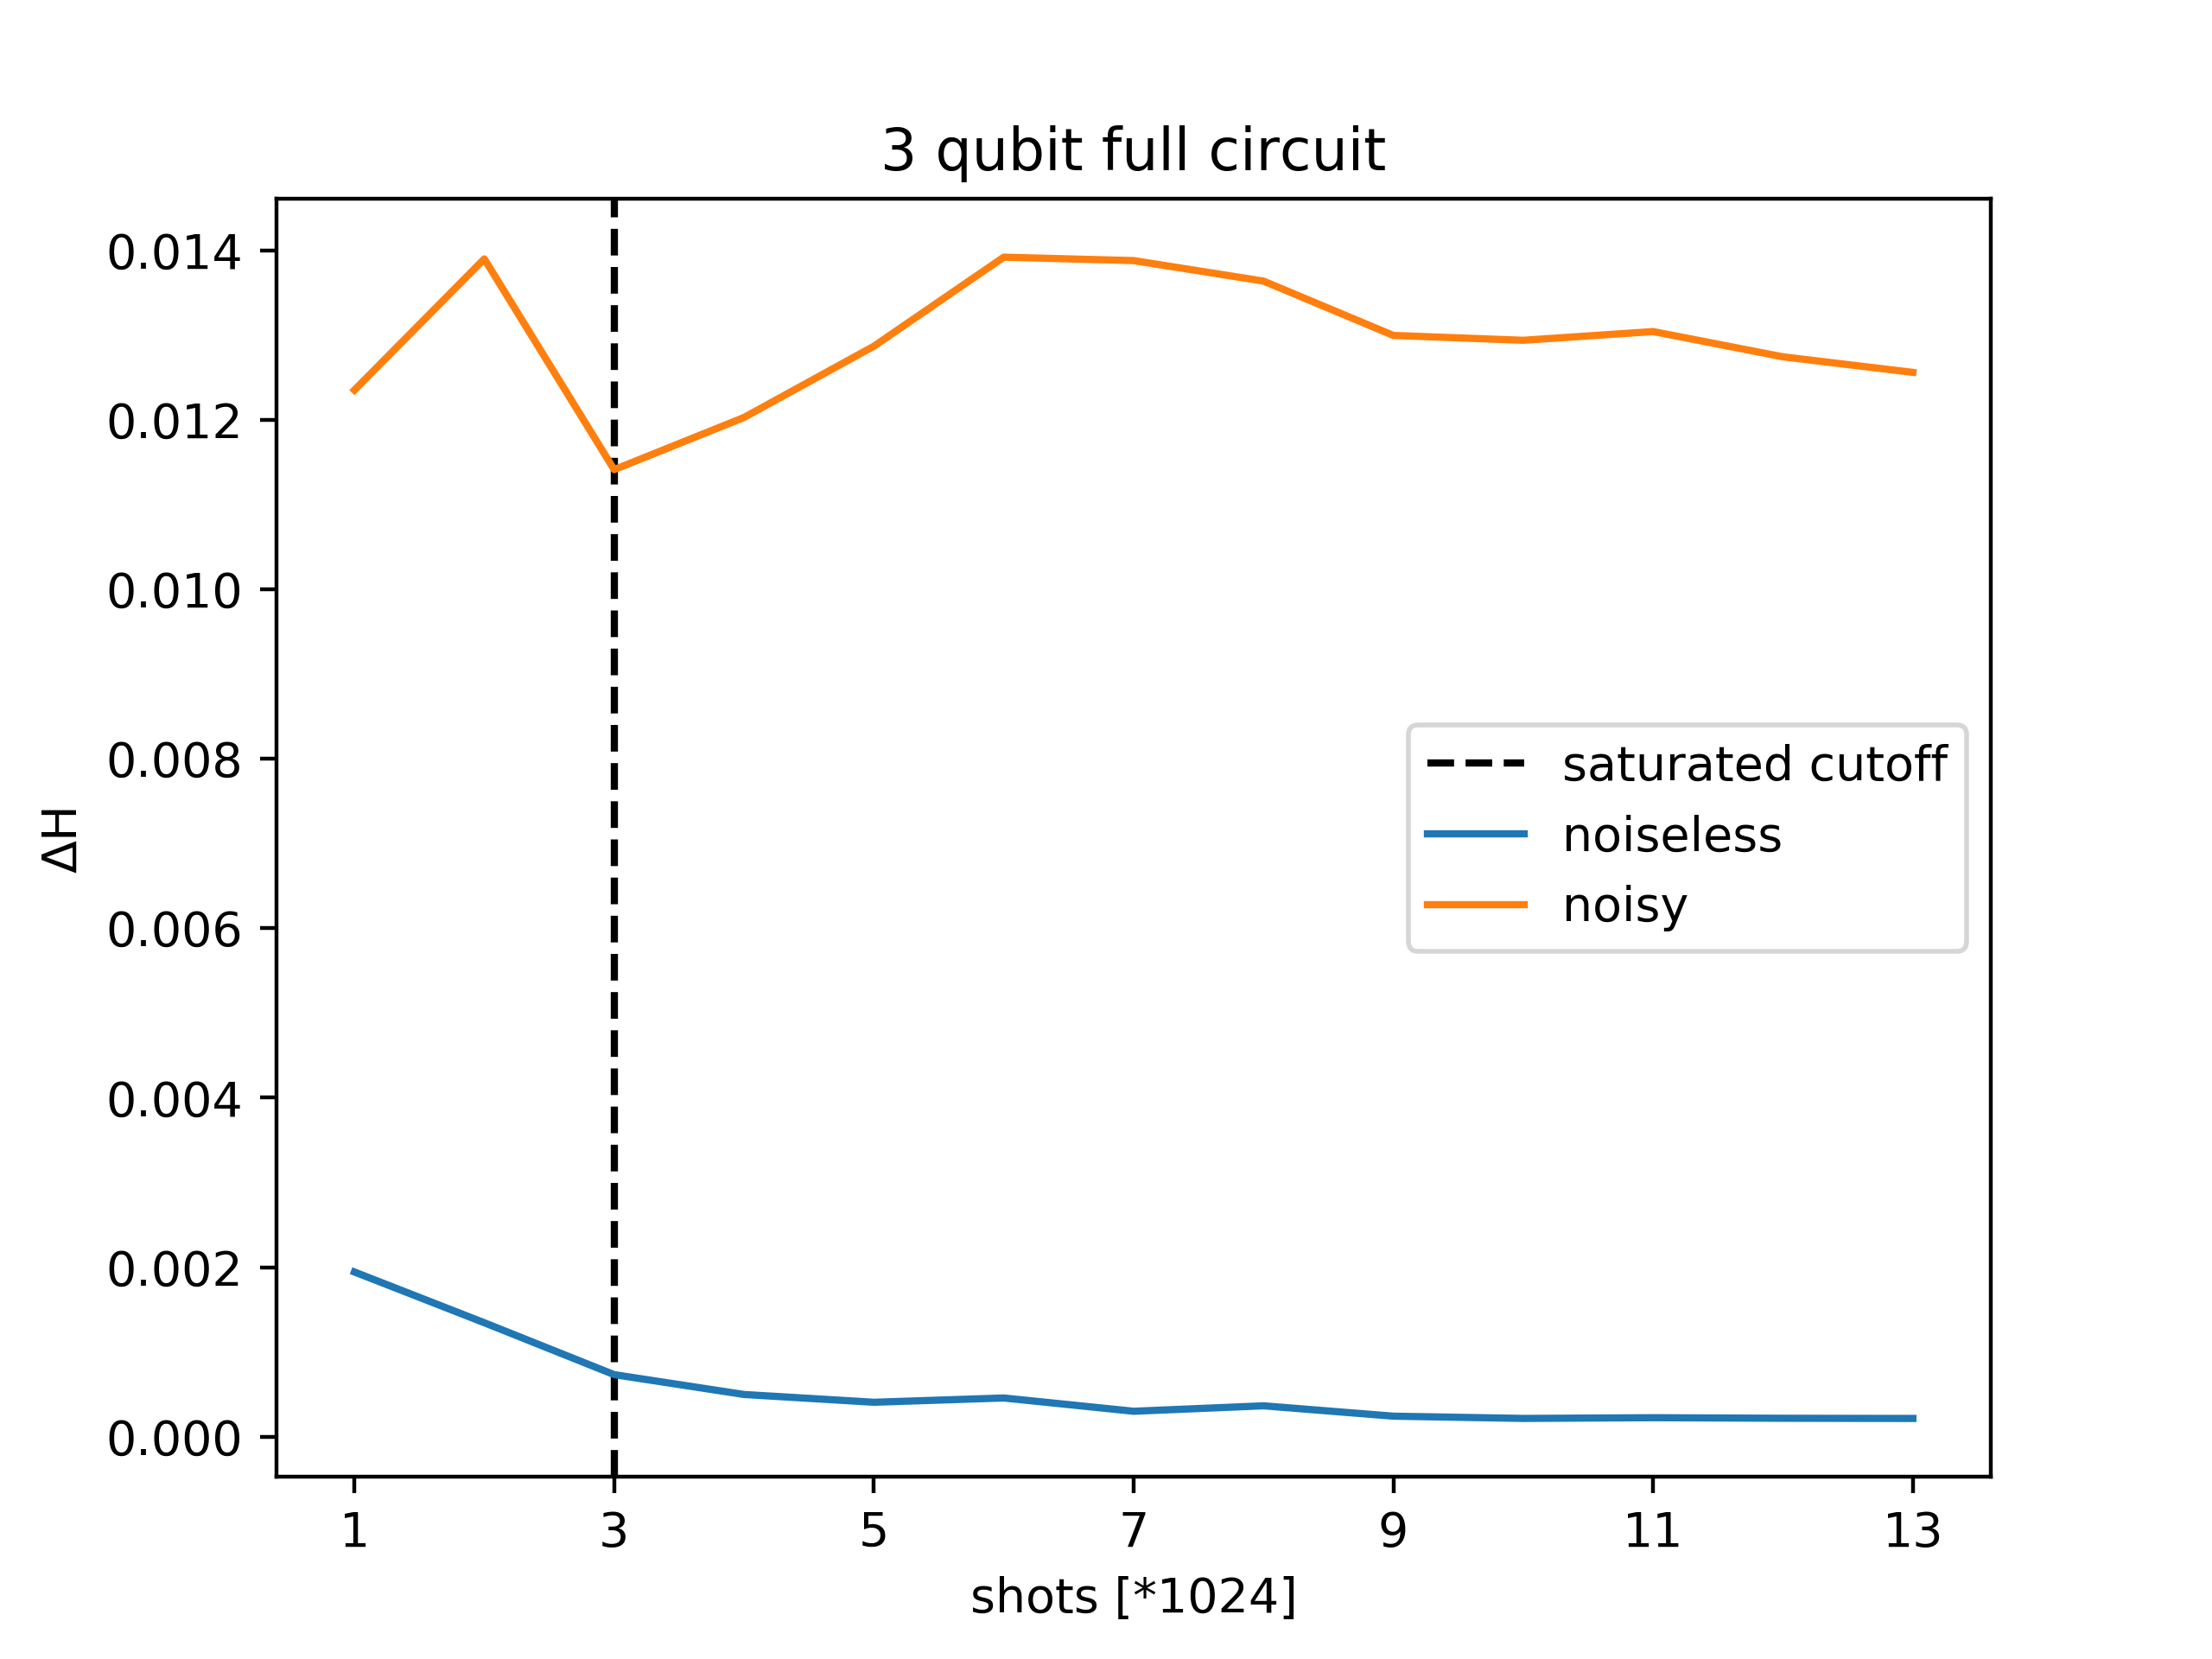 3 qubit full circuit
0.014
0.012
0.010
0.008
0.006
0.004
0.002
0.000
ΔH
saturated cutoff
noiseless
noisy
1 3 5 7 9 11 13
shots [*1024]